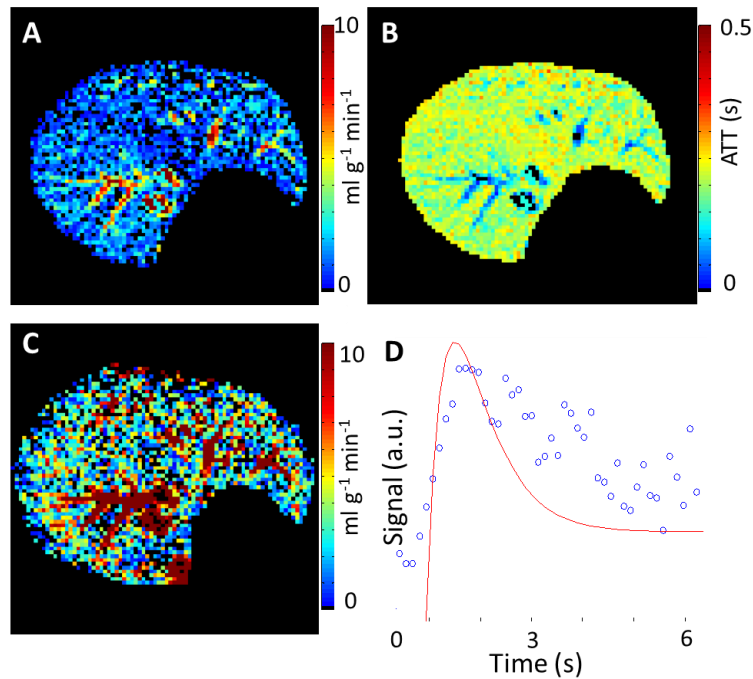 A
10
ml g⁻¹ min⁻¹
0
B
0.5
ATT (s)
0
C
10
ml g⁻¹ min⁻¹
0
D
Signal (a.u.)
0 3 6
Time (s)